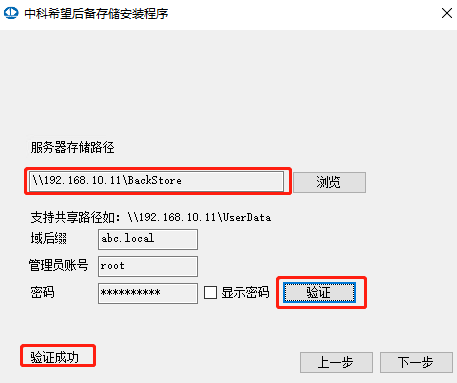 中科希望后备存储安装程序
服务器存储路径
\\192.168.10.11\BackStore 浏览
支持共享路径如：\\192.168.10.11\UserData
域后缀 abc.local
管理员账号 root
密码 ********** 显示密码 验证
验证成功 上一步 下一步